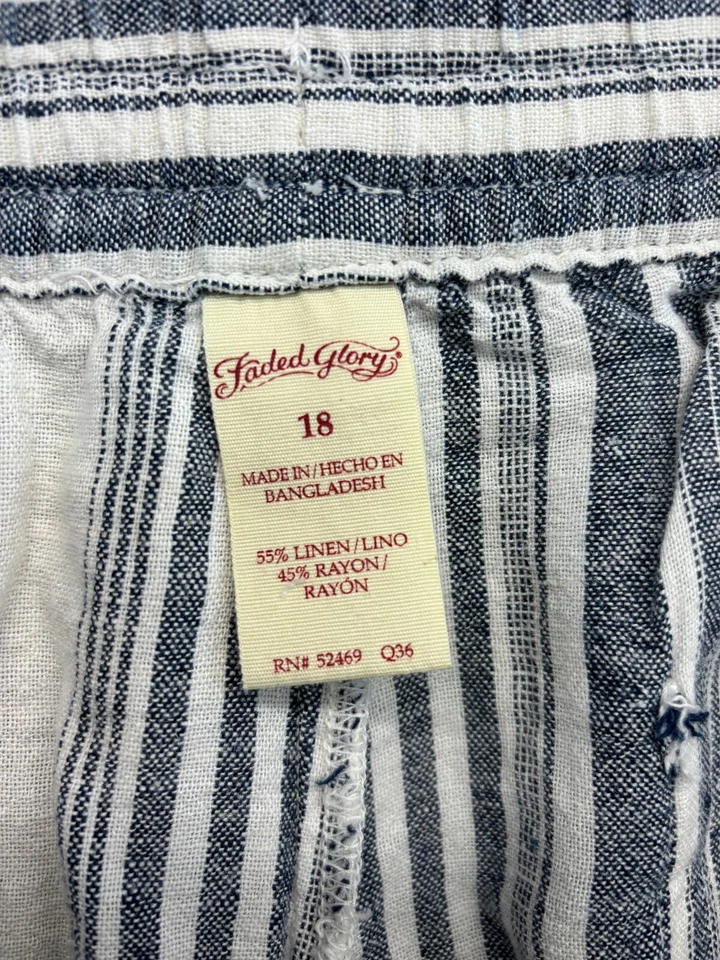 Faded Glory®
18
MADE IN/HECHO EN
BANGLADESH
55% LINEN/LINO
45% RAYON/
RAYÓN
RN# 52469 Q36